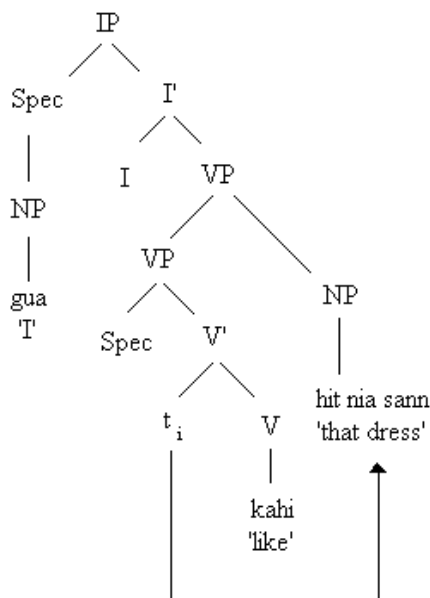 IP
Spec
I'
NP
I
VP
gua
'I'
VP
NP
Spec
V'
hit nia sann
'that dress'
t i
V
kahi
'like'